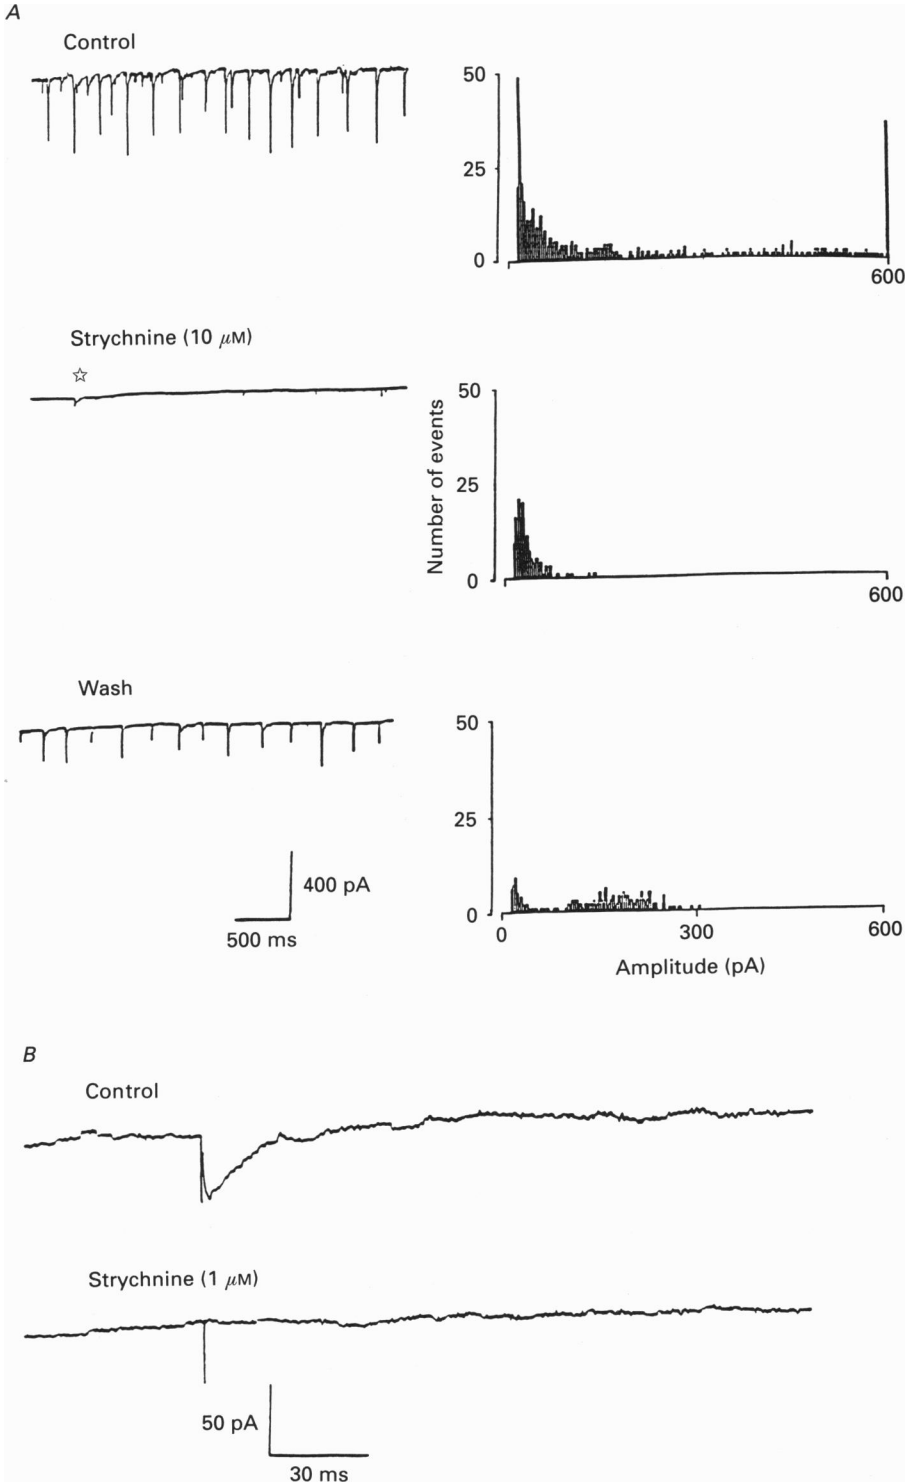 A
Control
50
25
0
600
Strychnine (10 μM)
☆
50
25
0
Number of events
600
Wash
50
25
0
0
300
600
Amplitude (pA)
400 pA
500 ms
B
Control
Strychnine (1 μM)
50 pA
30 ms